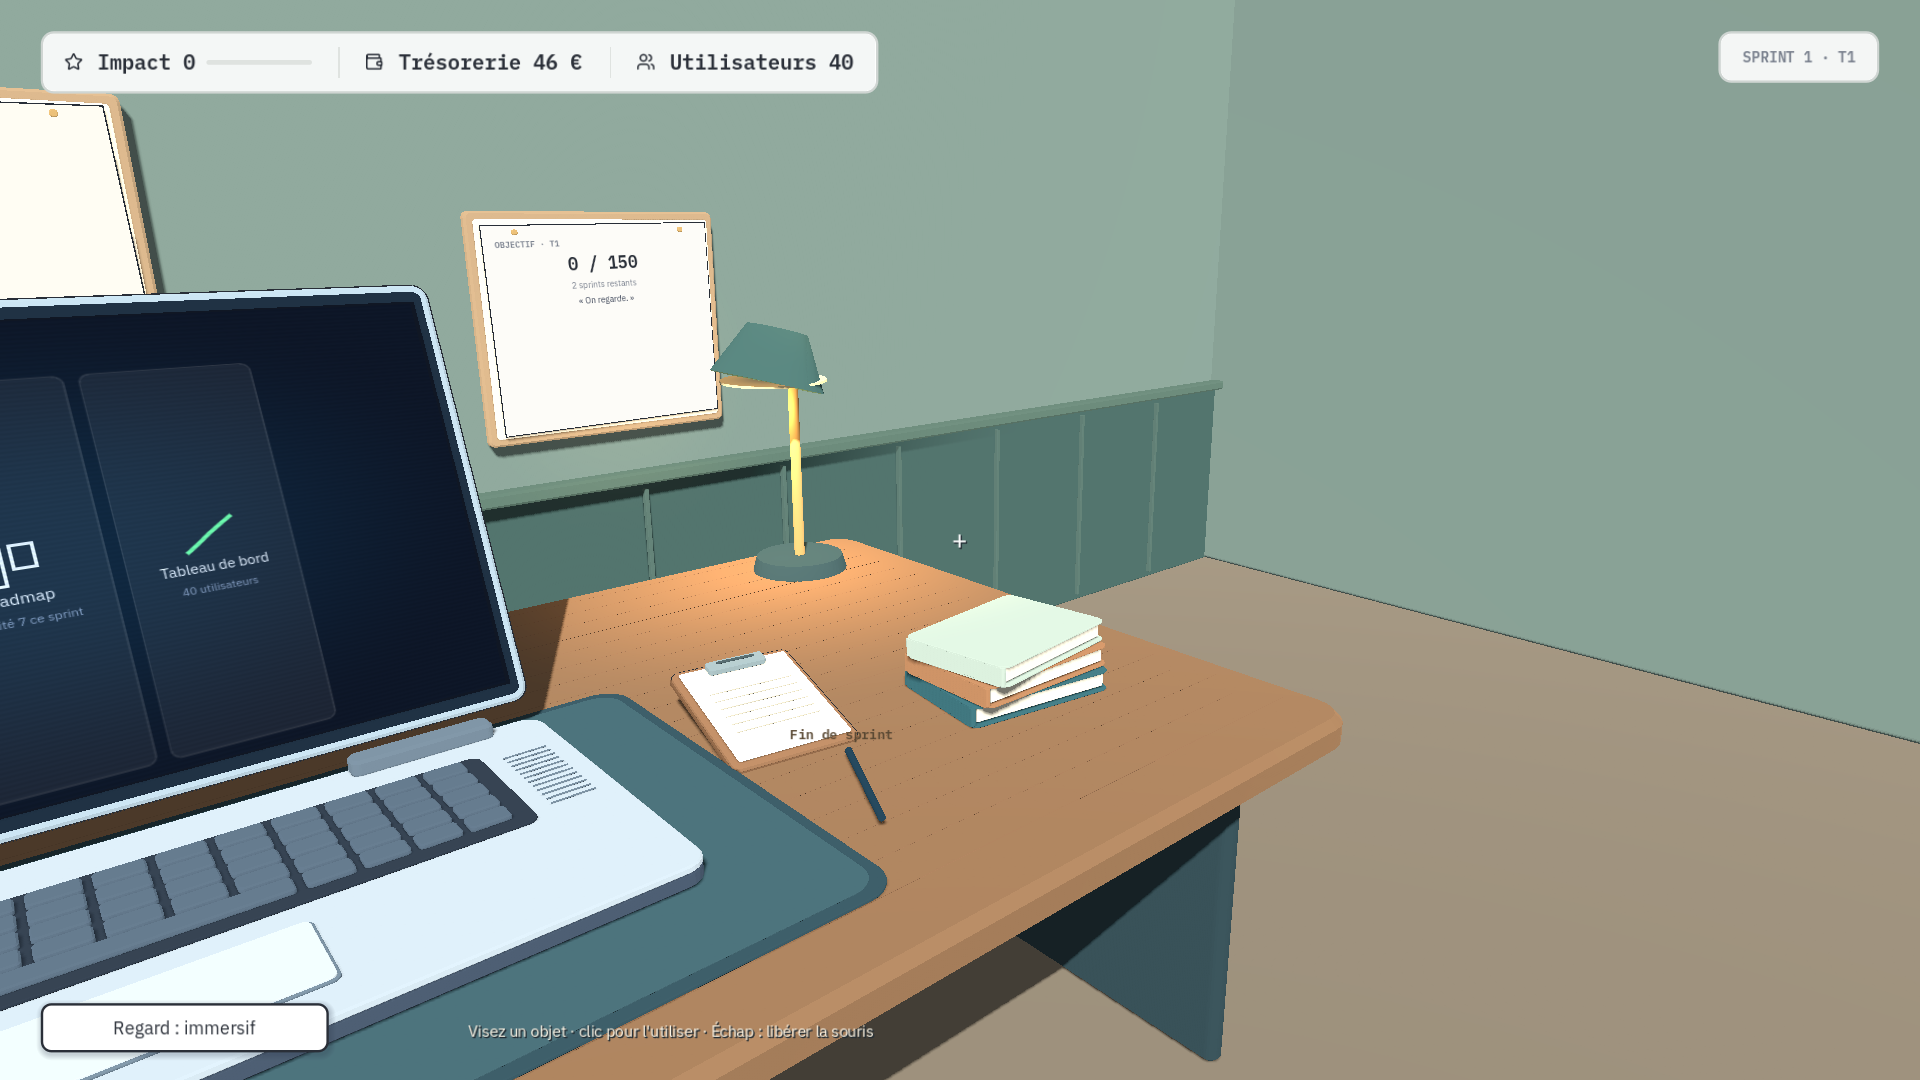 Impact 0
Trésorerie 46 €
Utilisateurs 40
SPRINT 1 · T1
OBJECTIF · T1
0 / 150
2 sprints restants
« On regarde. »
Tableau de bord
40 utilisateurs
admap
té 7 ce sprint
Fin de sprint
Regard : immersif
Visez un objet · clic pour l'utiliser · Échap : libérer la souris